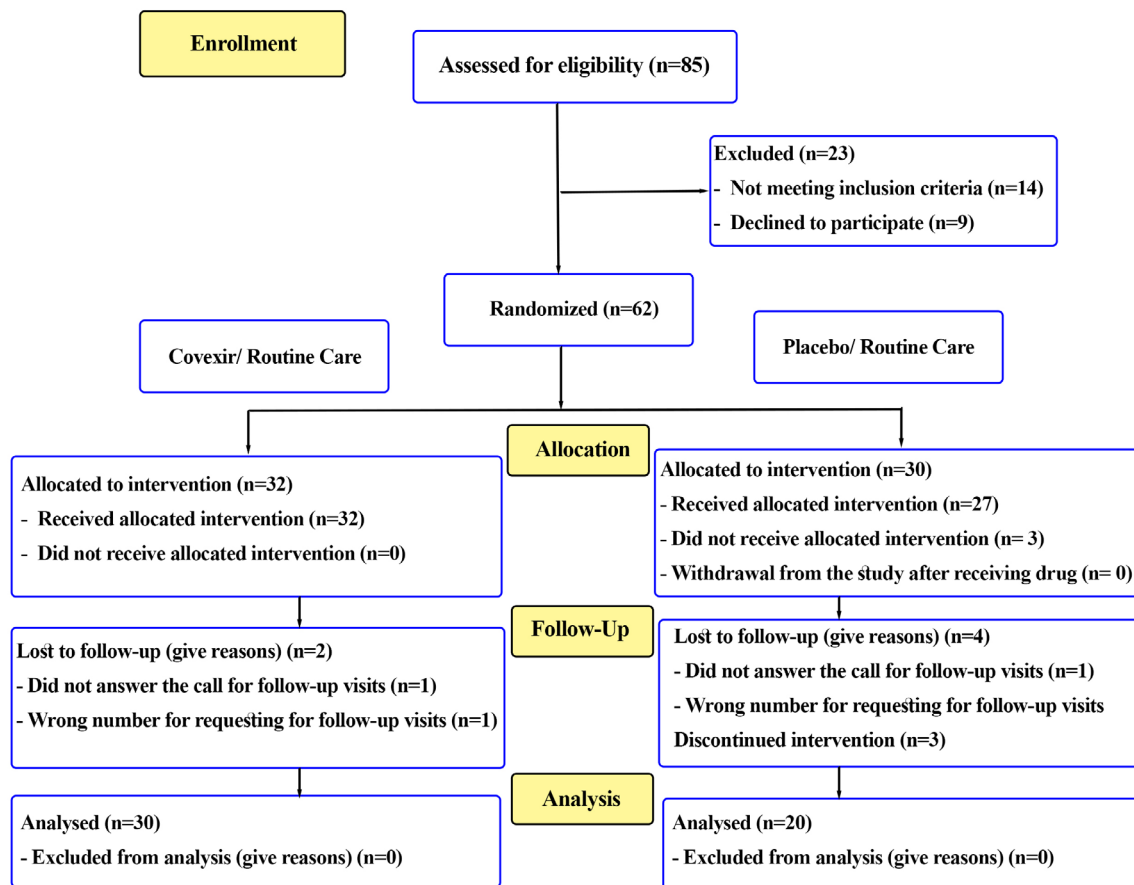 Enrollment
Assessed for eligibility (n=85)
Excluded (n=23)
- Not meeting inclusion criteria (n=14)
- Declined to participate (n=9)
Randomized (n=62)
Covexir/ Routine Care
Placebo/ Routine Care
Allocation
Allocated to intervention (n=32)
- Received allocated intervention (n=32)
- Did not receive allocated intervention (n=0)
Allocated to intervention (n=30)
- Received allocated intervention (n=27)
- Did not receive allocated intervention (n= 3)
- Withdrawal from the study after receiving drug (n= 0)
Follow-Up
Lost to follow-up (give reasons) (n=2)
- Did not answer the call for follow-up visits (n=1)
- Wrong number for requesting for follow-up visits (n=1)
Lost to follow-up (give reasons) (n=4)
- Did not answer the call for follow-up visits (n=1)
- Wrong number for requesting for follow-up visits
Discontinued intervention (n=3)
Analysis
Analysed (n=30)
- Excluded from analysis (give reasons) (n=0)
Analysed (n=20)
- Excluded from analysis (give reasons) (n=0)